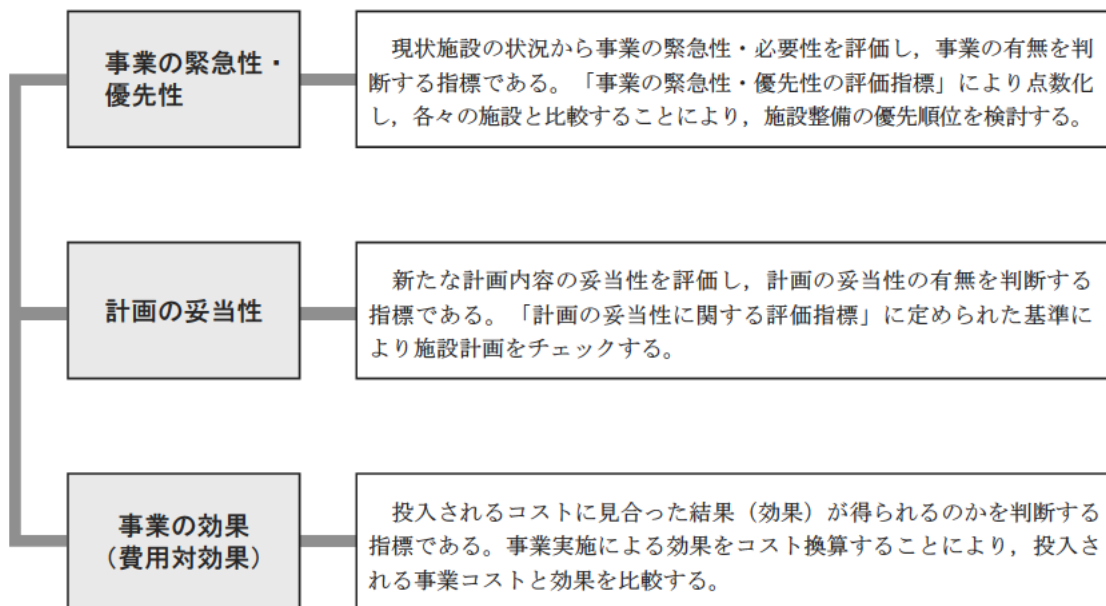 事業の緊急性・
優先性
現状施設の状況から事業の緊急性・必要性を評価し，事業の有無を判
断する指標である。「事業の緊急性・優先性の評価指標」により点数化
し，各々の施設と比較することにより，施設整備の優先順位を検討する。
計画の妥当性
新たな計画内容の妥当性を評価し，計画の妥当性の有無を判断する
指標である。「計画の妥当性に関する評価指標」に定められた基準に
より施設計画をチェックする。
事業の効果
（費用対効果）
投入されるコストに見合った結果（効果）が得られるのかを判断する
指標である。事業実施による効果をコスト換算することにより，投入さ
れる事業コストと効果を比較する。